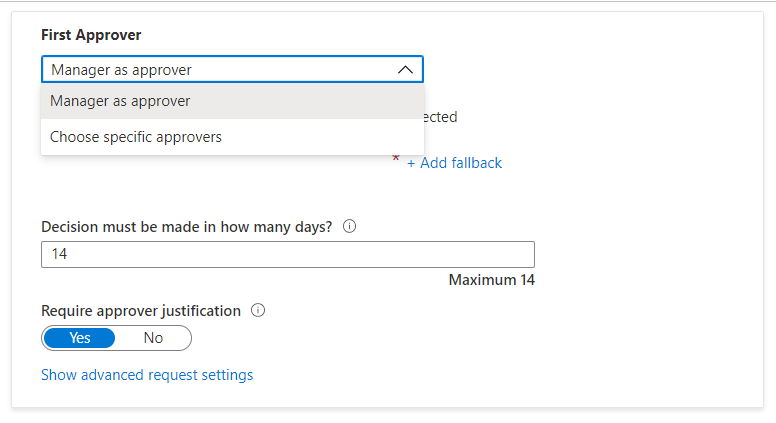 First Approver
Manager as approver
Manager as approver
Choose specific approvers
* + Add fallback
Decision must be made in how many days?
14
Maximum 14
Require approver justification
Yes No
Show advanced request settings